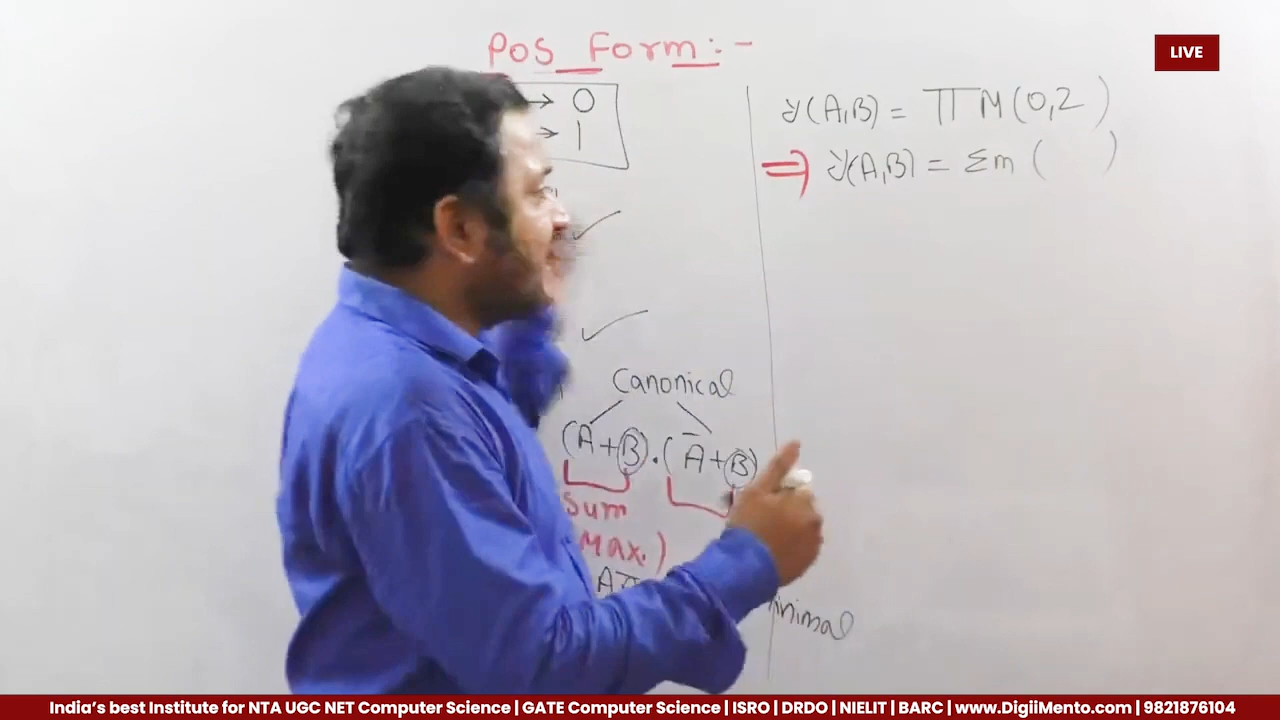 POS Form:-
→ 0
→ 1
Canonical
(A+B).(A̅+B)
Sum
Max.)
y(A,B) = ΠM(0,2)
⇒ y(A,B) = Σm( )
LIVE
India's best Institute for NTA UGC NET Computer Science | GATE Computer Science | ISRO | DRDO | NIELIT | BARC | www.DigiiMento.com | 9821876104